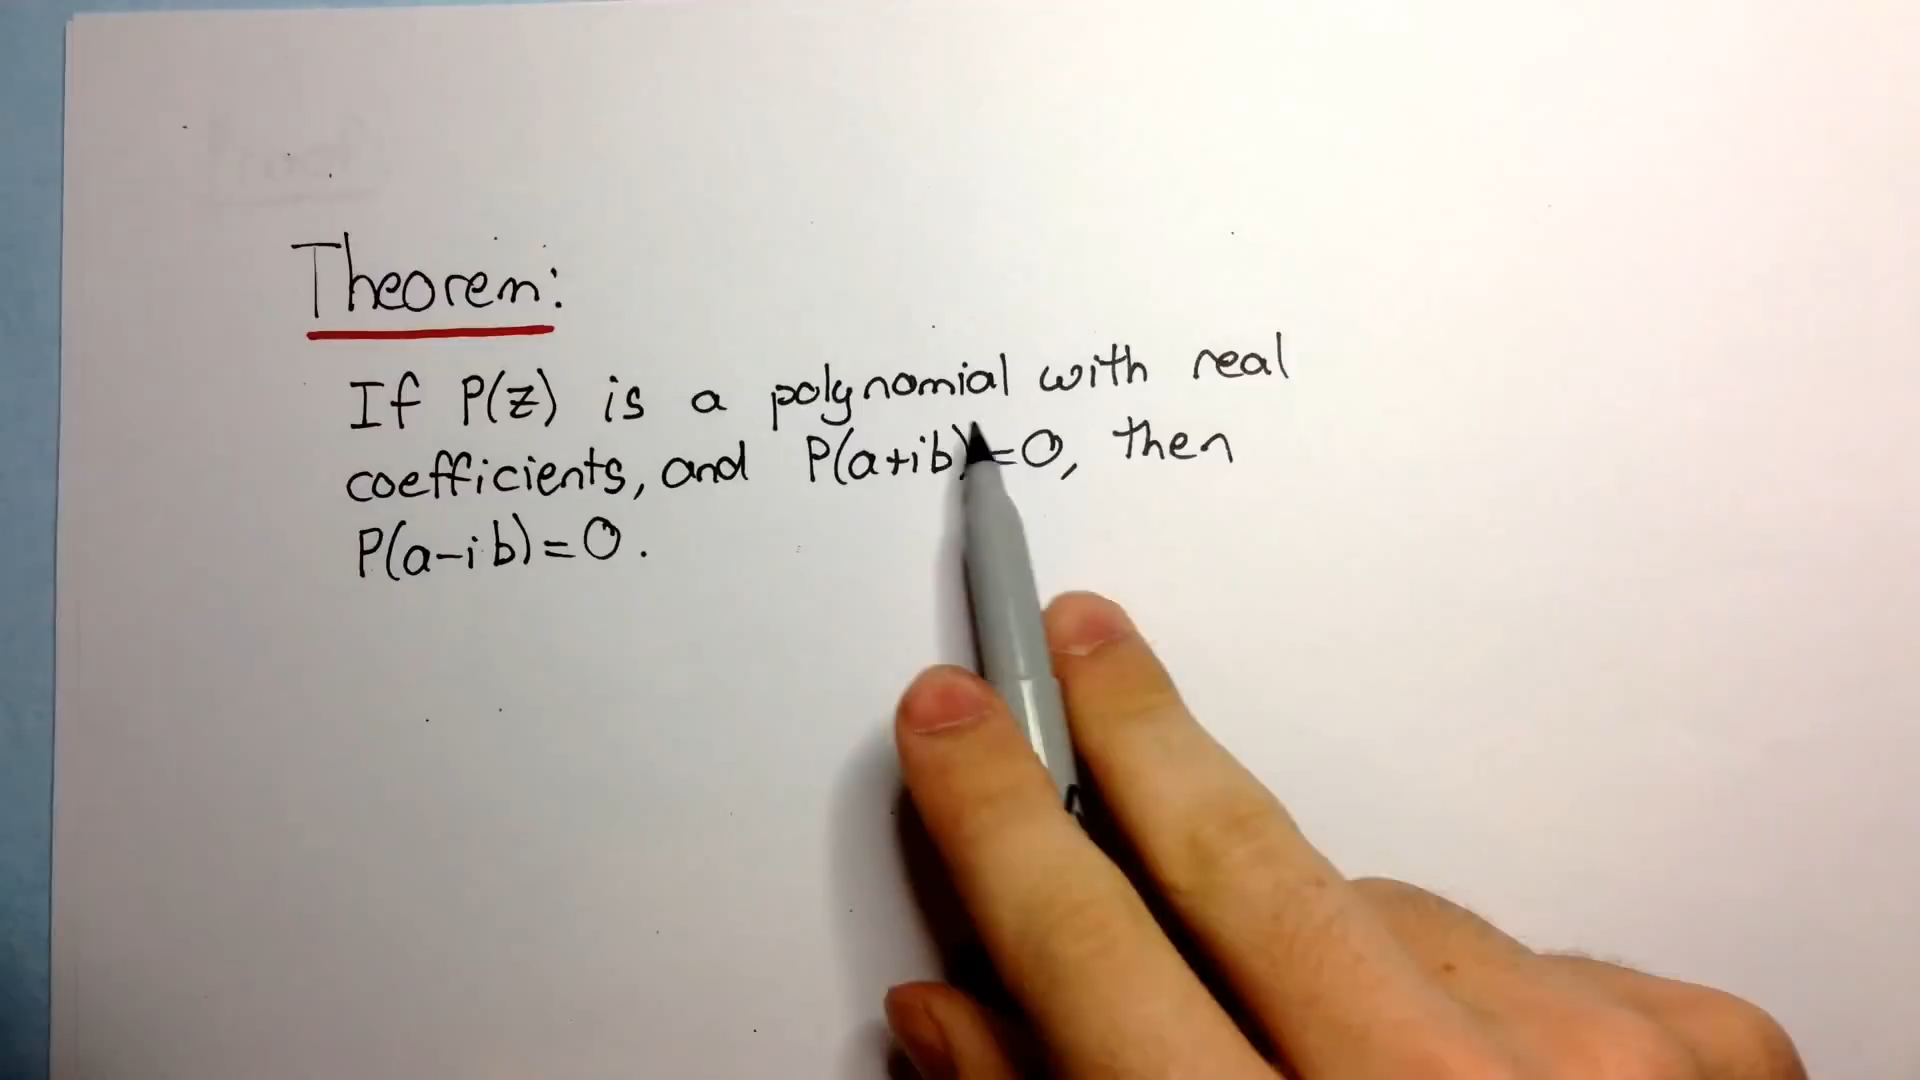 Theorem:
If P(z) is a polynomial with real
coefficients, and P(a+ib)=0, then
P(a-ib)=0.